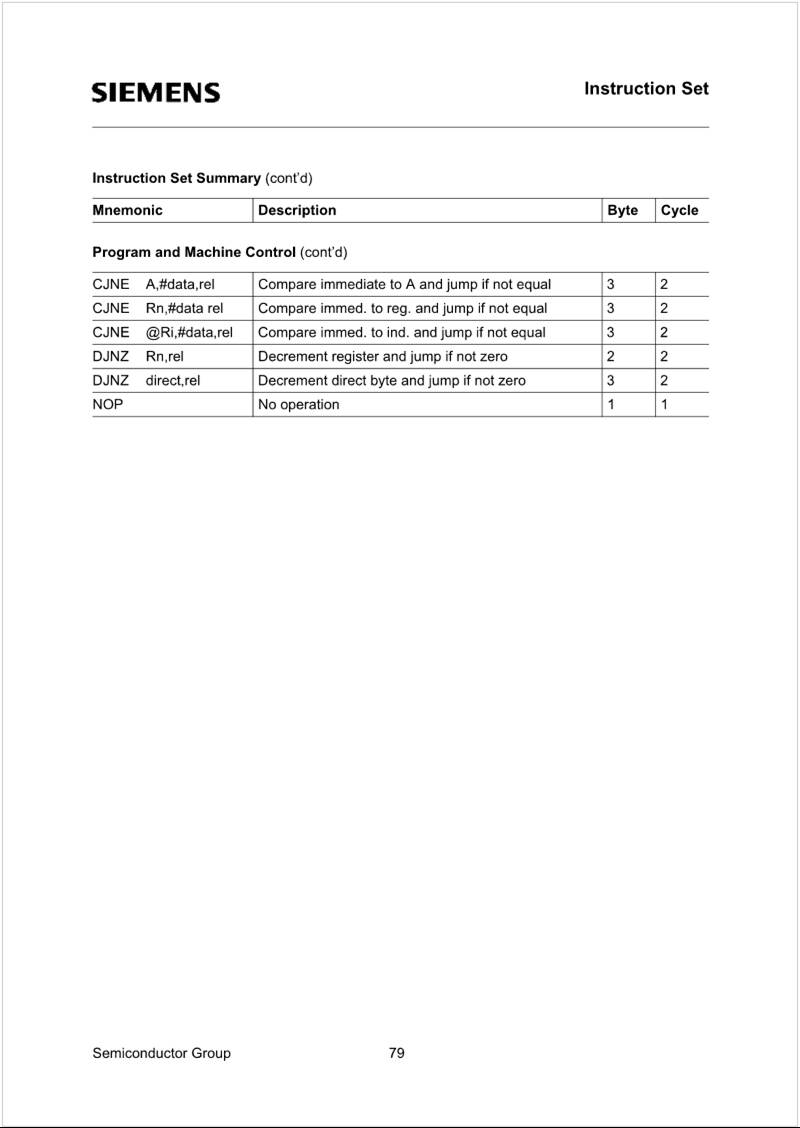 SIEMENS
Instruction Set
Instruction Set Summary (cont’d)
Mnemonic Description Byte Cycle
Program and Machine Control (cont’d)
CJNE A,#data,rel Compare immediate to A and jump if not equal 3 2
CJNE Rn,#data rel Compare immed. to reg. and jump if not equal 3 2
CJNE @Ri,#data,rel Compare immed. to ind. and jump if not equal 3 2
DJNZ Rn,rel Decrement register and jump if not zero 2 2
DJNZ direct,rel Decrement direct byte and jump if not zero 3 2
NOP No operation 1 1
Semiconductor Group 79